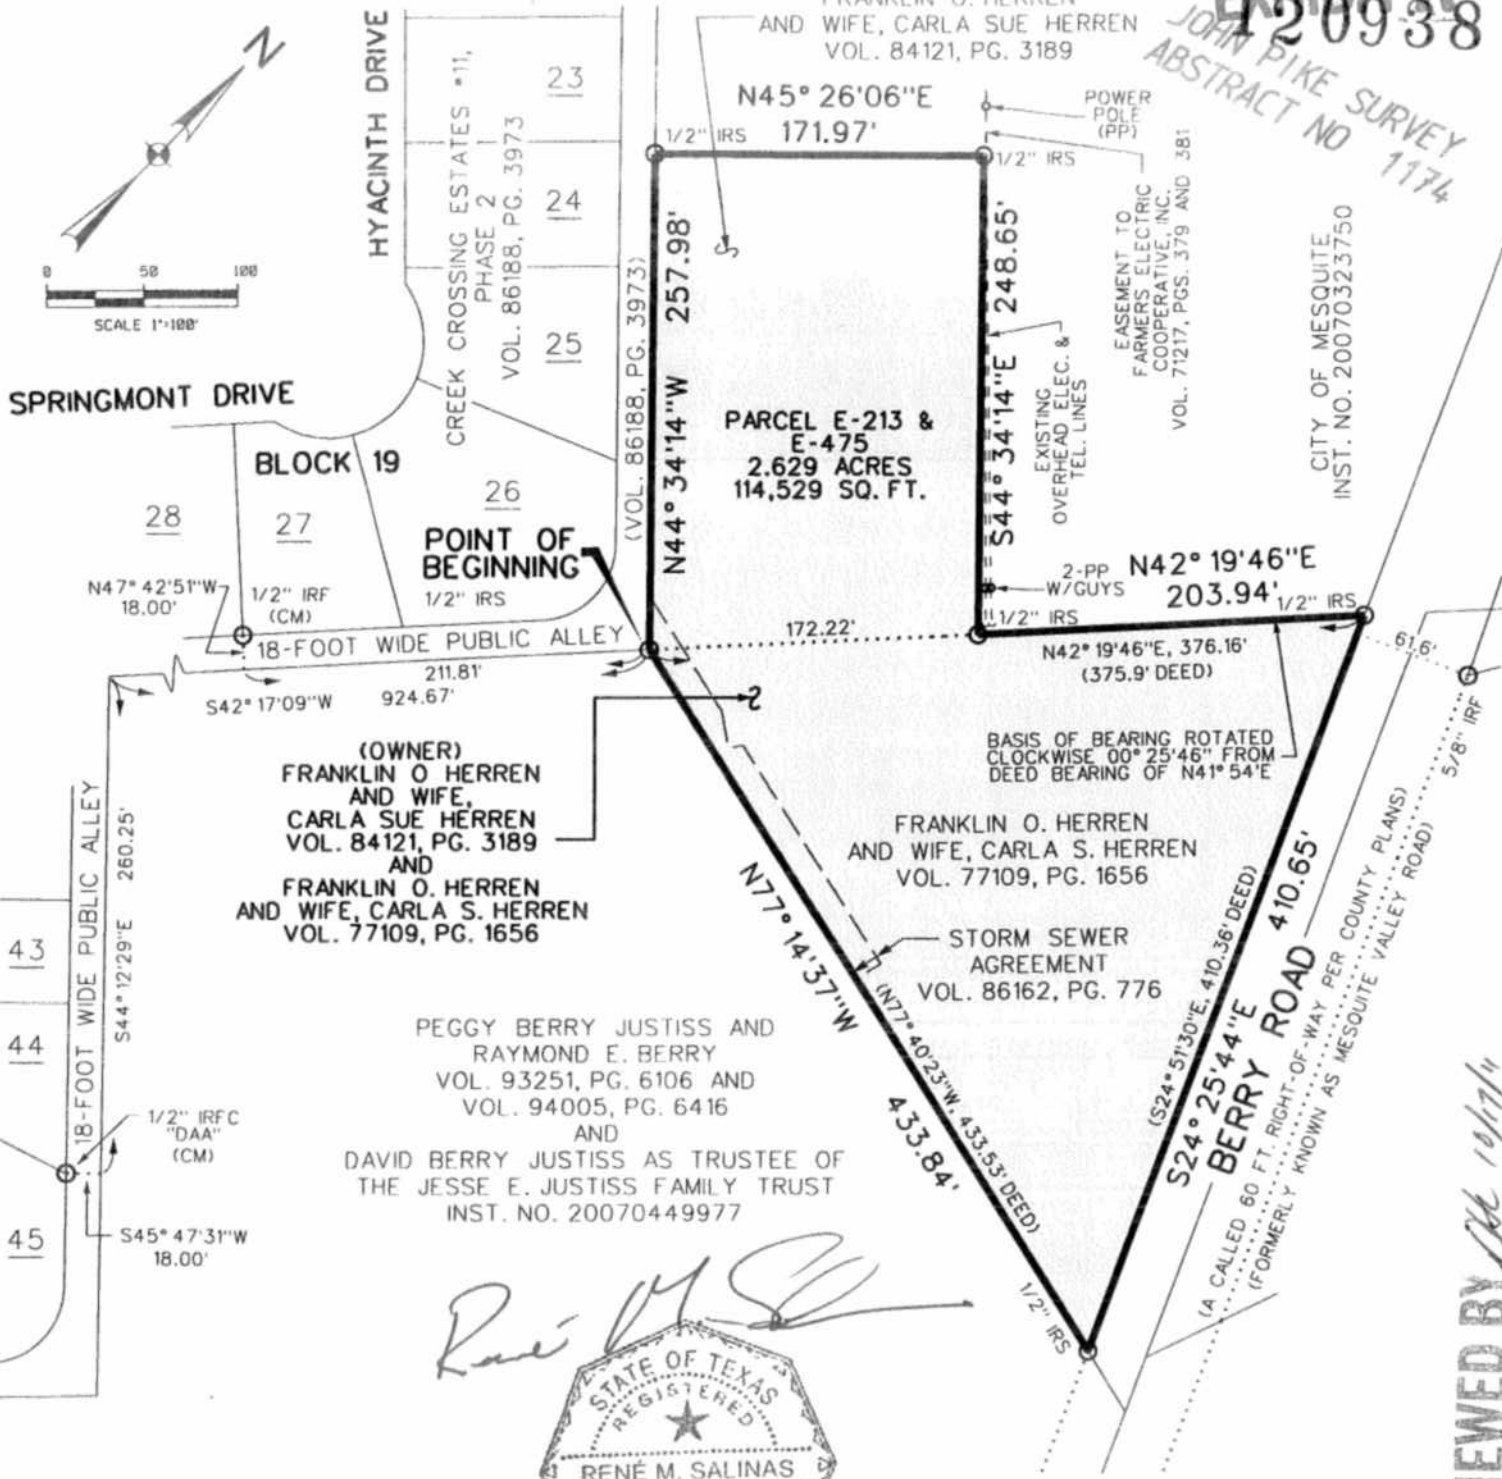 FRANKLIN O. HERREN
AND WIFE, CARLA SUE HERREN
VOL. 84121, PG. 3189
120938
JOHN PIKE SURVEY
ABSTRACT NO 1174
N
0 50 100
SCALE 1"=100'
HYACINTH DRIVE
CREEK CROSSING ESTATES #11,
PHASE 2
VOL. 86188, PG. 3973
23
24
25
26
27
28
SPRINGMONT DRIVE
BLOCK 19
(VOL. 86188, PG. 3973)
N45° 26'06"E
171.97'
1/2" IRS
1/2" IRS
POWER
POLE
(PP)
N44° 34'14"W 257.98'
S44° 34'14"E 248.65'
EASEMENT TO
FARMERS ELECTRIC
COOPERATIVE, INC.
VOL. 71217, PGS. 379 AND 381
EXISTING
OVERHEAD ELEC. &
TEL. LINES
CITY OF MESQUITE
INST. NO. 200703323750
PARCEL E-213 &
E-475
2.629 ACRES
114,529 SQ. FT.
POINT OF
BEGINNING
1/2" IRS
N47° 42'51"W
18.00'
1/2" IRF
(CM)
18-FOOT WIDE PUBLIC ALLEY
211.81'
S42° 17'09"W 924.67'
172.22'
2-PP
W/GUYS
1/2" IRS
N42° 19'46"E
203.94'
1/2" IRS
N42° 19'46"E, 376.16'
(375.9' DEED)
61.6'
5/8" IRF
BASIS OF BEARING ROTATED
CLOCKWISE 00° 25'46" FROM
DEED BEARING OF N41° 54'E
(OWNER)
FRANKLIN O HERREN
AND WIFE,
CARLA SUE HERREN
VOL. 84121, PG. 3189
AND
FRANKLIN O. HERREN
AND WIFE, CARLA S. HERREN
VOL. 77109, PG. 1656
FRANKLIN O. HERREN
AND WIFE, CARLA S. HERREN
VOL. 77109, PG. 1656
STORM SEWER
AGREEMENT
VOL. 86162, PG. 776
N77° 14'37"W
433.84'
(N77° 40'23"W, 433.53' DEED)
(S24° 51'30"E, 410.36' DEED)
S24° 25'44"E 410.65'
BERRY ROAD
(A CALLED 60 FT. RIGHT-OF-WAY PER COUNTY PLANS)
(FORMERLY KNOWN AS MESQUITE VALLEY ROAD)
1/2" IRS
18-FOOT WIDE PUBLIC ALLEY
S44° 12'29"E 260.25'
43
44
45
1/2" IRFC
"DAA"
(CM)
S45° 47'31"W
18.00'
PEGGY BERRY JUSTISS AND
RAYMOND E. BERRY
VOL. 93251, PG. 6106 AND
VOL. 94005, PG. 6416
AND
DAVID BERRY JUSTISS AS TRUSTEE OF
THE JESSE E. JUSTISS FAMILY TRUST
INST. NO. 20070449977
STATE OF TEXAS
REGISTERED
RENÉ M. SALINAS
EWED BY
10/17/11